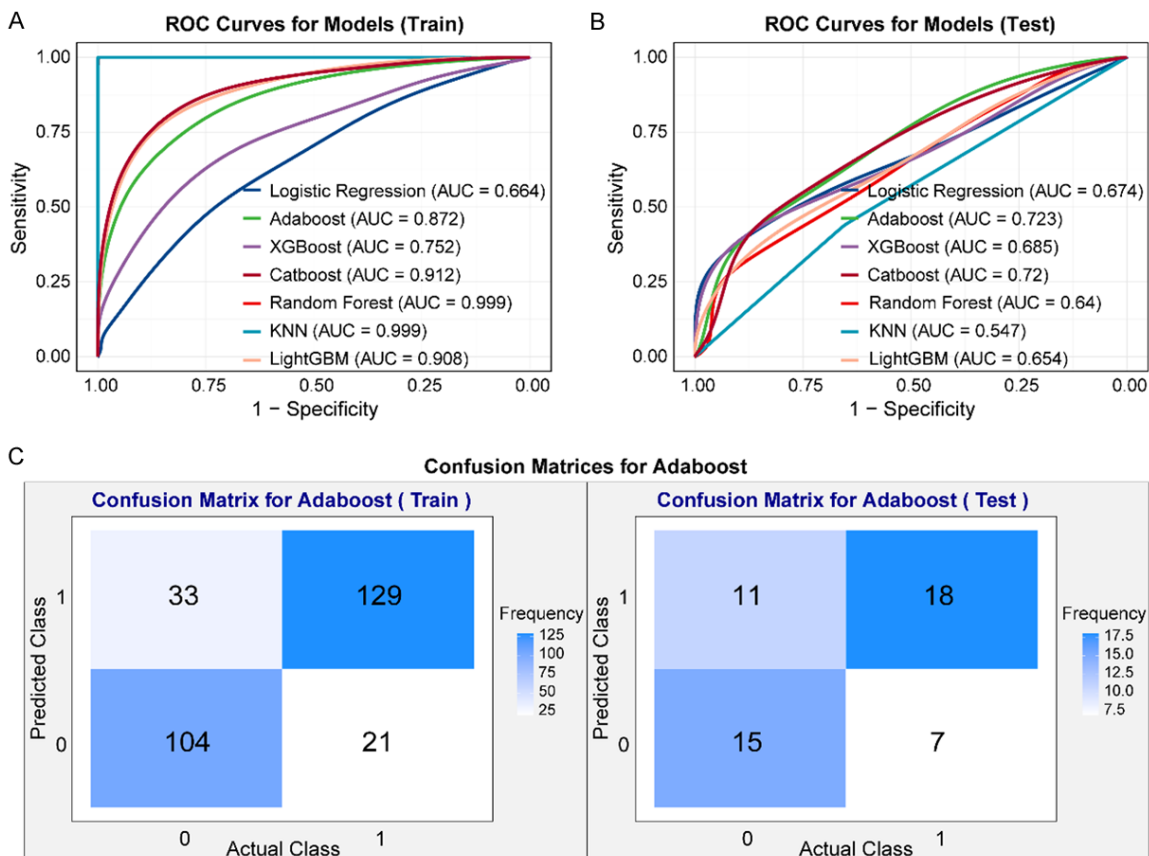 A
ROC Curves for Models (Train)
Sensitivity
1.00
0.75
0.50
0.25
0.00
Logistic Regression (AUC = 0.664)
Adaboost (AUC = 0.872)
XGBoost (AUC = 0.752)
Catboost (AUC = 0.912)
Random Forest (AUC = 0.999)
KNN (AUC = 0.999)
LightGBM (AUC = 0.908)
1.00 0.75 0.50 0.25 0.00
1 − Specificity
B
ROC Curves for Models (Test)
Sensitivity
1.00
0.75
0.50
0.25
0.00
Logistic Regression (AUC = 0.674)
Adaboost (AUC = 0.723)
XGBoost (AUC = 0.685)
Catboost (AUC = 0.72)
Random Forest (AUC = 0.64)
KNN (AUC = 0.547)
LightGBM (AUC = 0.654)
1.00 0.75 0.50 0.25 0.00
1 − Specificity
C
Confusion Matrices for Adaboost
Confusion Matrix for Adaboost ( Train )
Predicted Class
1
33 129
0
104 21
0 1
Actual Class
Frequency
125
100
75
50
25
Confusion Matrix for Adaboost ( Test )
Predicted Class
1
11 18
0
15 7
0 1
Actual Class
Frequency
17.5
15.0
12.5
10.0
7.5